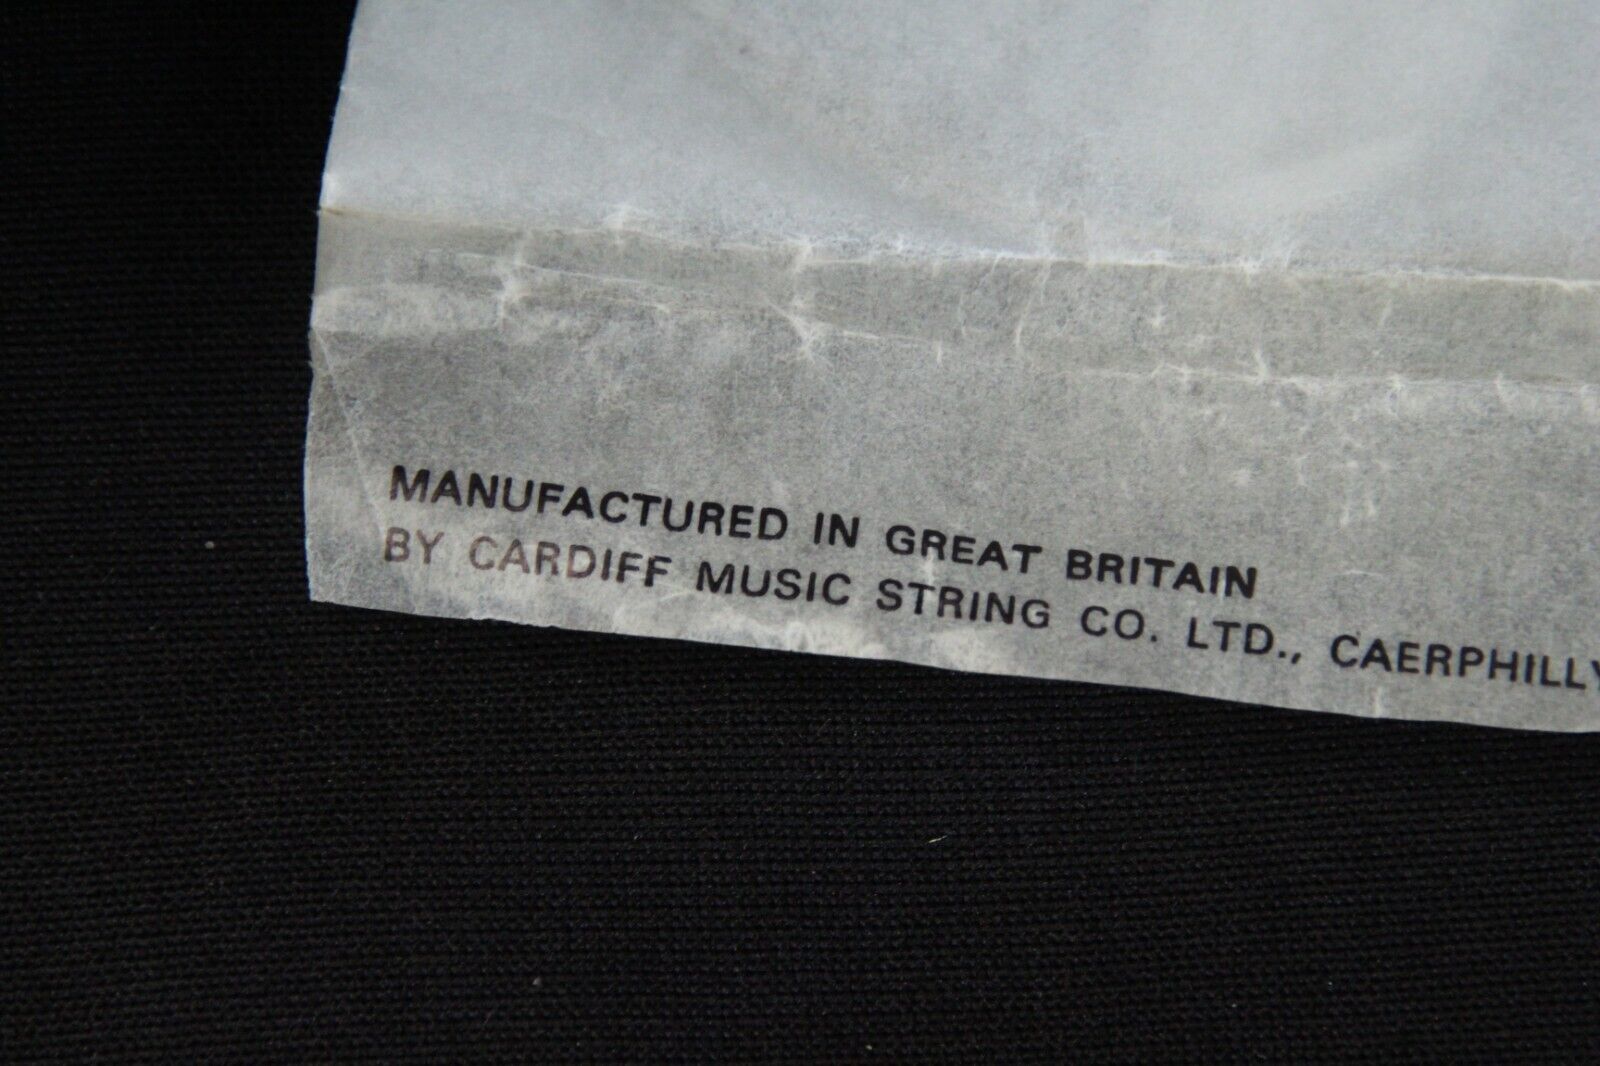 MANUFACTURED IN GREAT BRITAIN
BY CARDIFF MUSIC STRING CO. LTD., CAERPHILLY